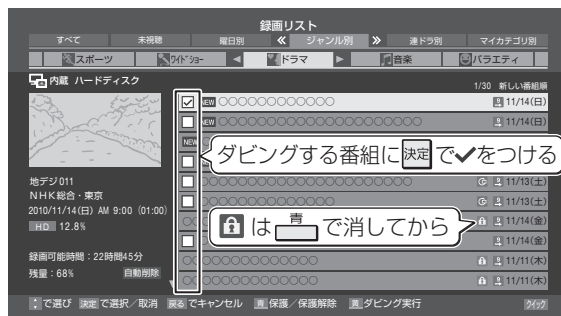 録画リスト
すべて 未視聴 曜日別 ≪ ジャンル別 ≫ 連ドラ別 マイカテゴリ別
スポーツ ワイドショー ◀ ドラマ ▶ 音楽 バラエティ
内蔵 ハードディスク
1/30 新しい番組順
NEW 〇〇〇〇〇〇〇〇〇〇〇〇 11/14(日)
NEW 〇〇〇〇〇〇〇〇〇〇〇〇〇〇〇〇〇〇〇〇〇 11/14(日)
NEW
ダビングする番組に決定で✓をつける
〇〇〇〇〇〇〇〇〇〇〇〇〇〇〇〇〇〇〇〇〇 11/13(土)
地デジ011
〇〇〇〇〇〇〇〇〇〇〇〇 11/13(土)
NHK総合・東京
2010/11/14(日) AM 9:00 (01:00)
HD 12.8%
は青で消してから
11/14(金)
11/14(金)
録画可能時間：22時間45分
〇〇〇〇〇〇〇〇〇〇〇〇〇 11/11(木)
残量：68% 自動削除
〇〇〇〇〇〇〇〇〇〇〇〇〇 11/11(木)
で選び 決定で選択／取消 戻るでキャンセル 青保護／保護解除 黄ダビング実行 クイック